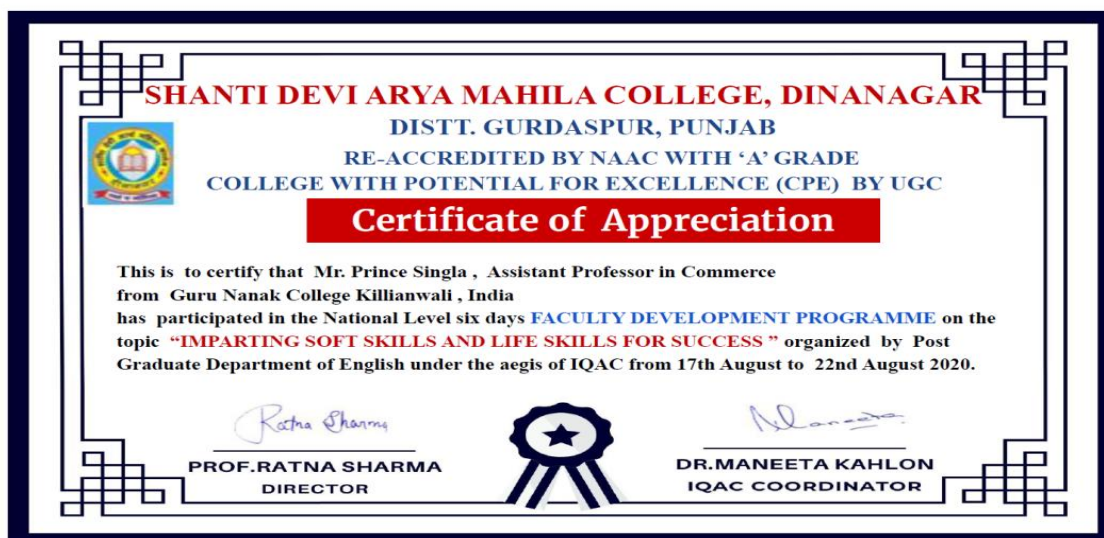 SHANTI DEVI ARYA MAHILA COLLEGE, DINANAGAR
DISTT. GURDASPUR, PUNJAB
RE-ACCREDITED BY NAAC WITH ‘A’ GRADE
COLLEGE WITH POTENTIAL FOR EXCELLENCE (CPE) BY UGC
Certificate of Appreciation
This is to certify that Mr. Prince Singla , Assistant Professor in Commerce
from Guru Nanak College Killianwali , India
has participated in the National Level six days FACULTY DEVELOPMENT PROGRAMME on the
topic “IMPARTING SOFT SKILLS AND LIFE SKILLS FOR SUCCESS ” organized by Post
Graduate Department of English under the aegis of IQAC from 17th August to 22nd August 2020.
Ratna Sharma
Maneeta
PROF.RATNA SHARMA
DIRECTOR
DR.MANEETA KAHLON
IQAC COORDINATOR